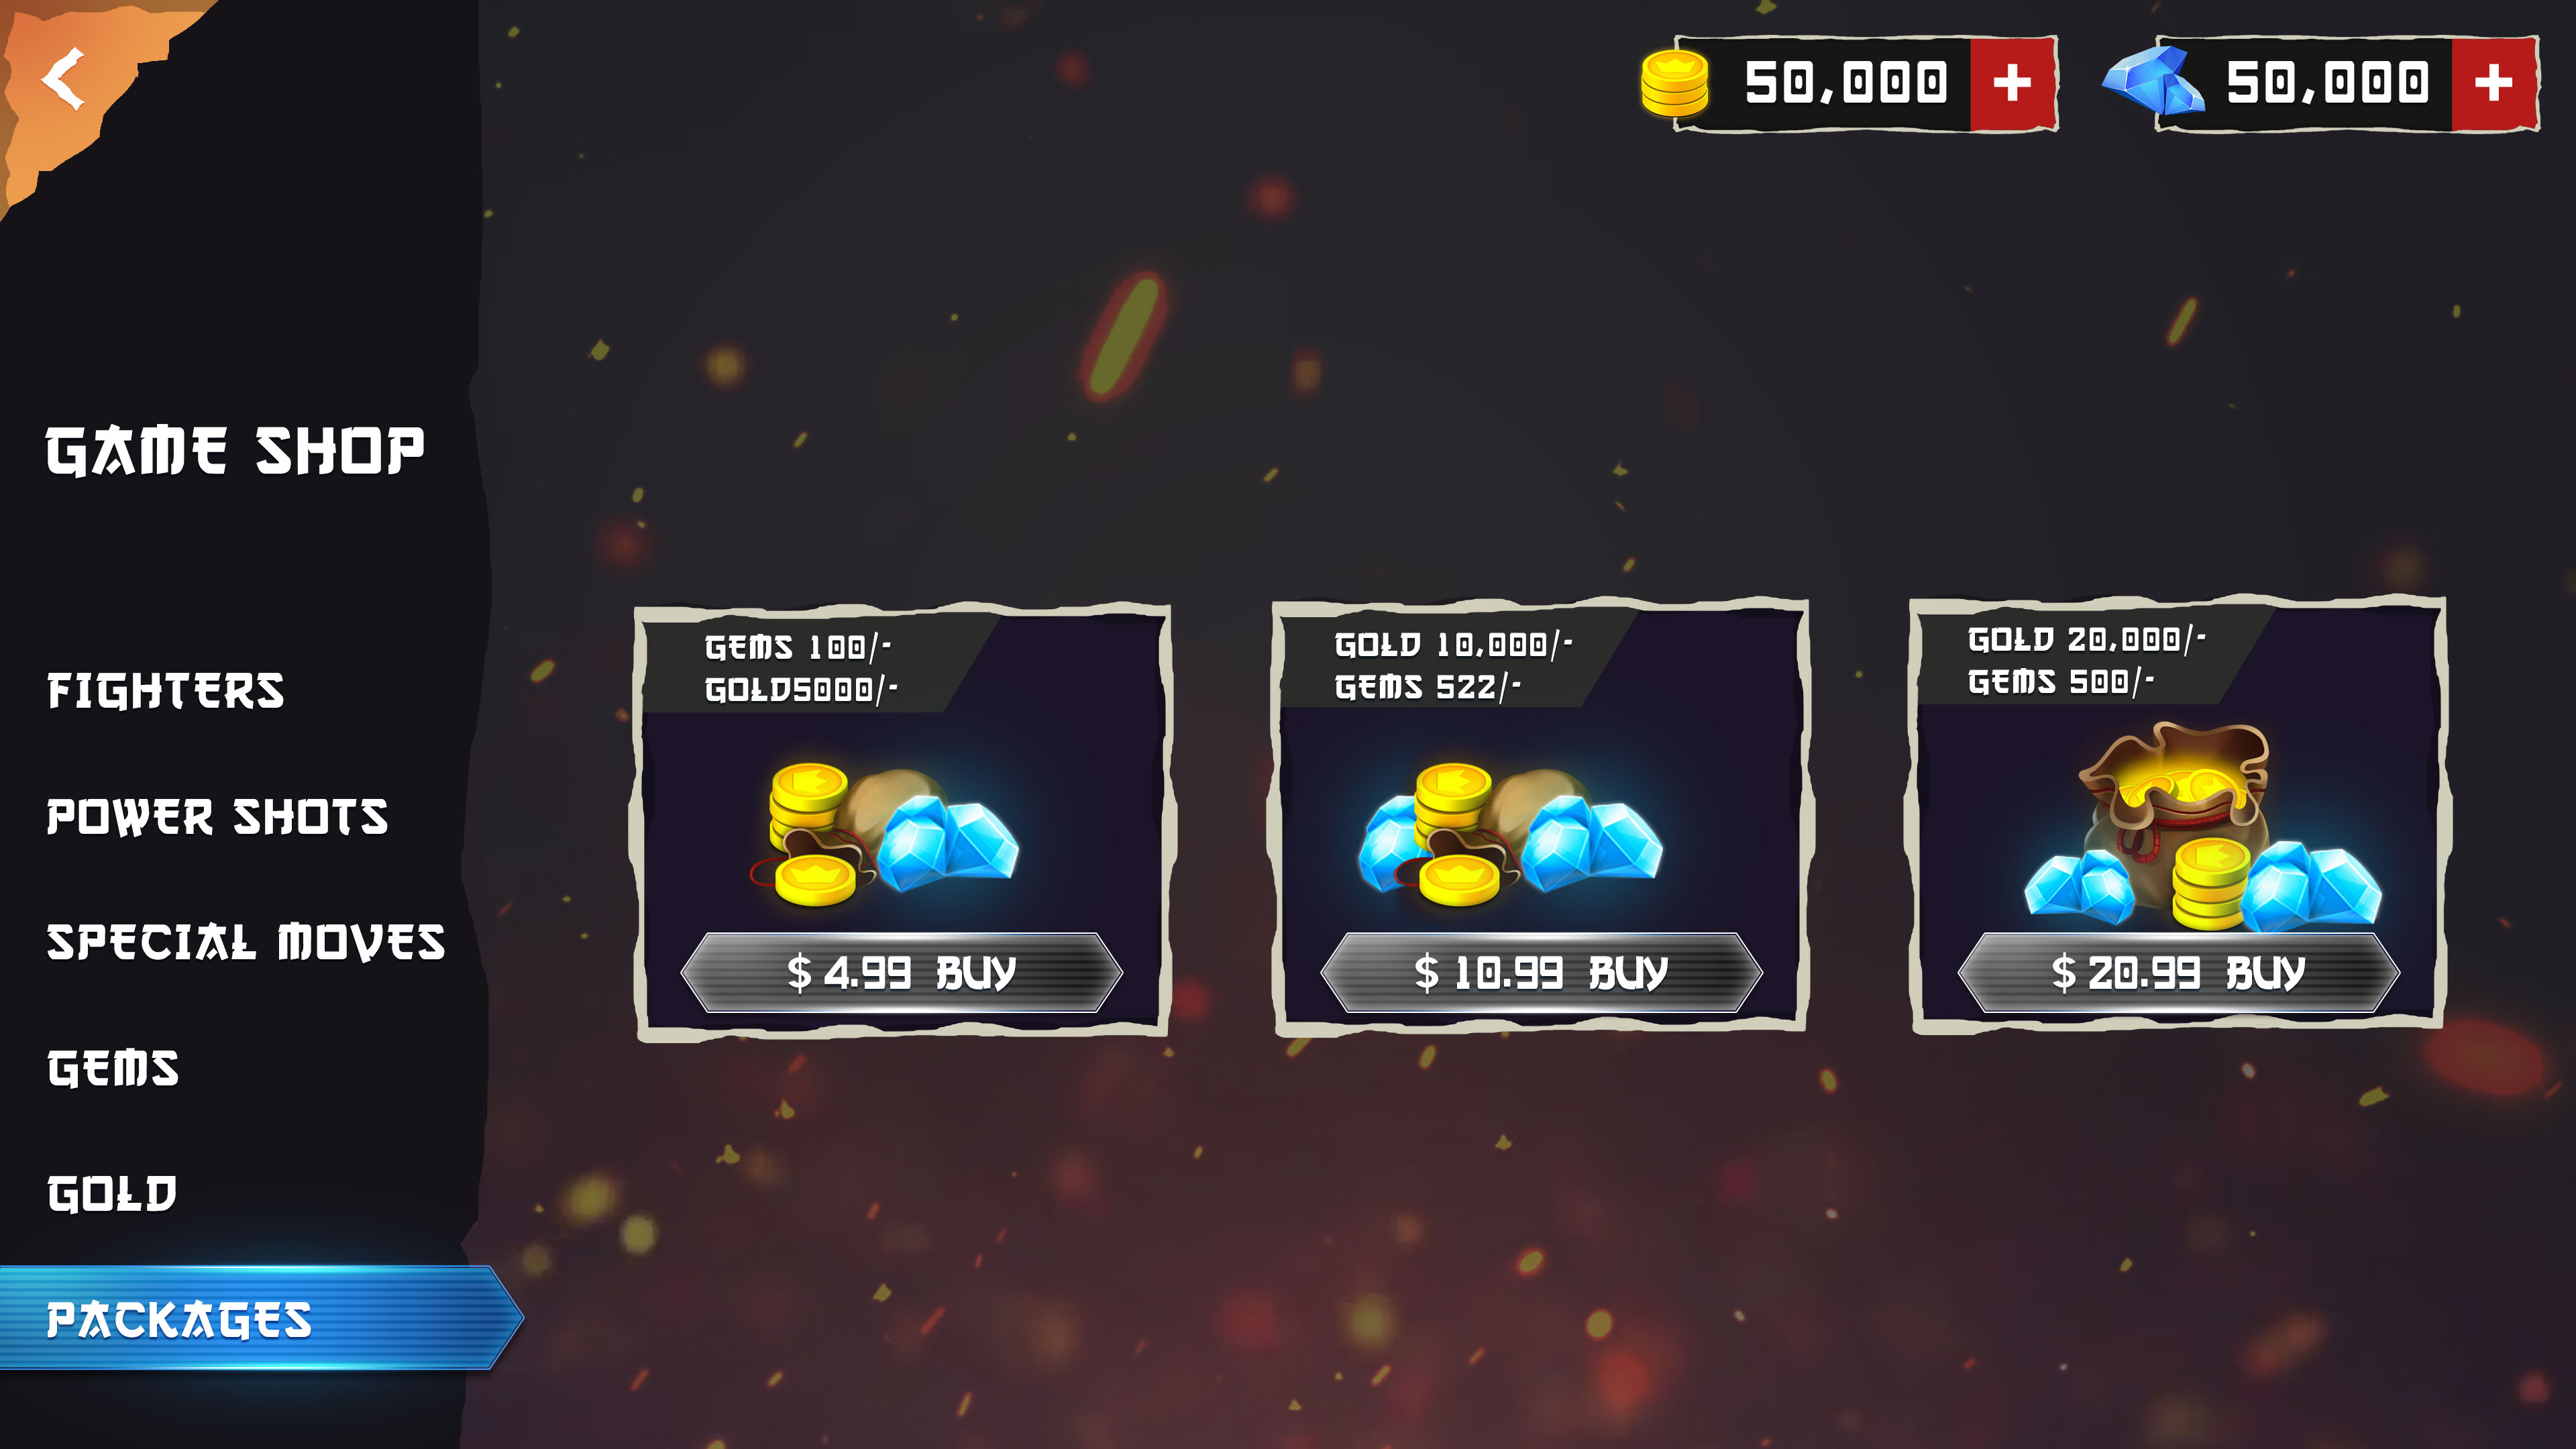 50,000 +
50,000 +
GAME SHOP
FIGHTERS
POWER SHOTS
SPECIAL MOVES
GEMS
GOLD
PACKAGES
GEMS 100/-
GOLD5000/-
$ 4.99 BUY
GOLD 10,000/-
GEMS 522/-
$ 10.99 BUY
GOLD 20,000/-
GEMS 500/-
$ 20.99 BUY